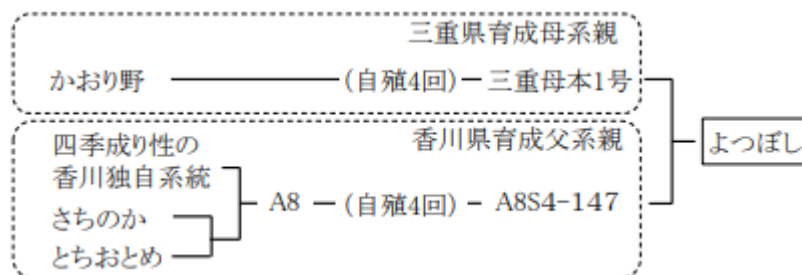 三重県育成母系親
かおり野 (自殖4回) 三重母本1号
香川県育成父系親
四季成り性の
香川独自系統
A8 (自殖4回) A8S4-147
さちのか
とちおとめ
よつぼし